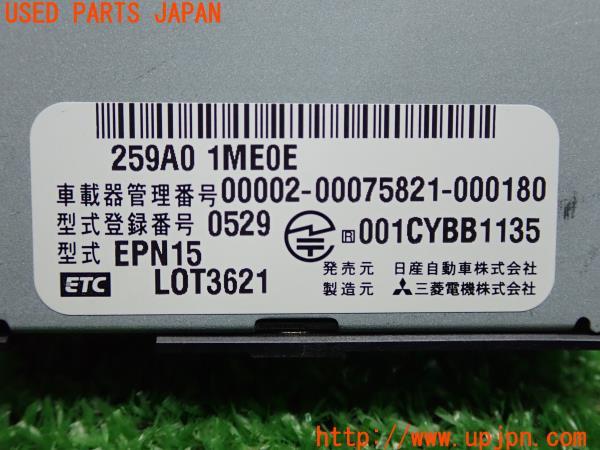 USED PARTS JAPAN
259A0 1ME0E
車載器管理番号 00002-00075821-000180
型式登録番号 0529 R 001CYBB1135
型式 EPN15
発売元 日産自動車株式会社
ETC LOT3621 製造元 三菱電機株式会社
http://www.upjpn.com/